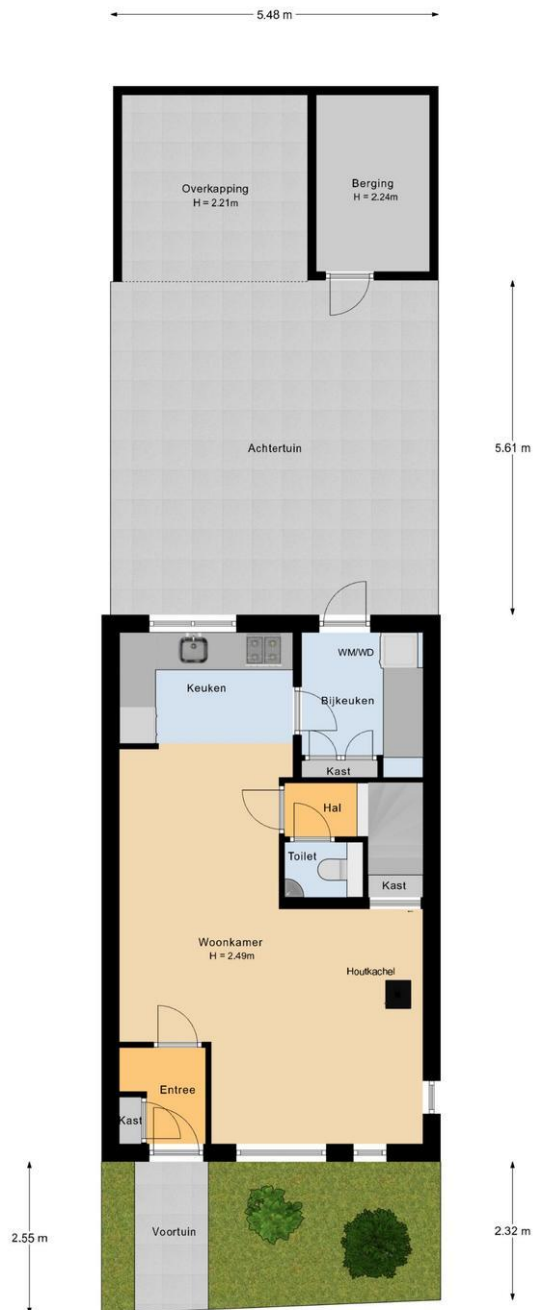 5.48 m
Overkapping
H = 2.21m
Berging
H = 2.24m
Achtertuin
5.61 m
WM/WD
Keuken
Bijkeuken
Kast
Hal
Toilet
Kast
Woonkamer
H = 2.49m
Houtkachel
Entree
Kast
Voortuin
2.55 m
2.32 m